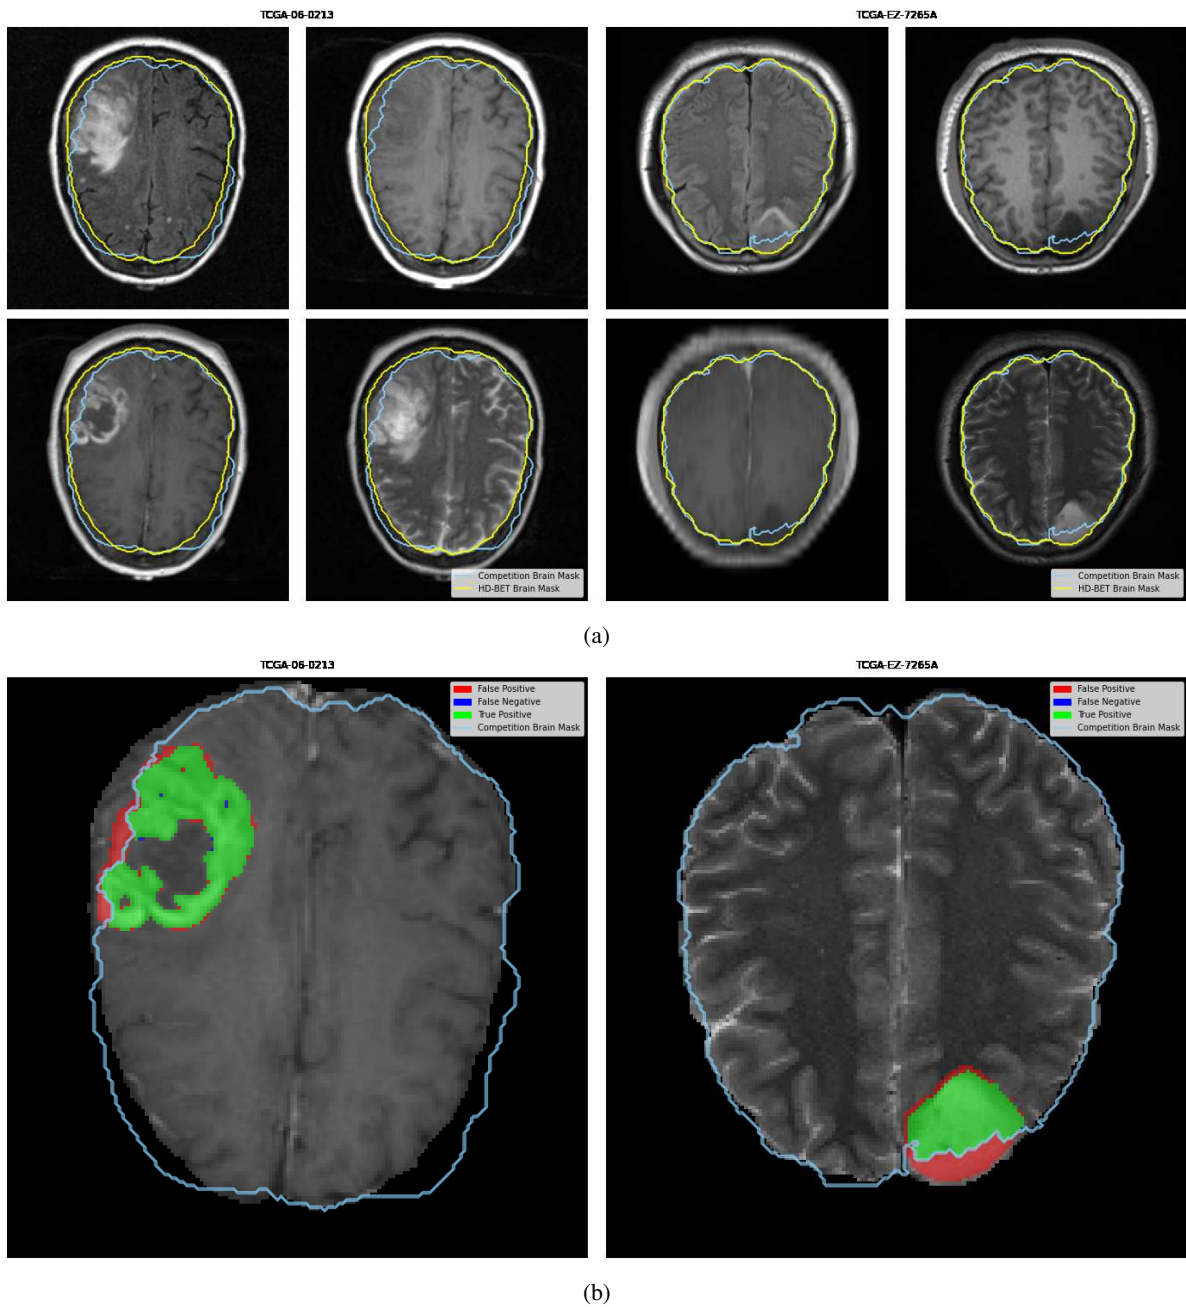 TCGA-06-0213
TCGA-EZ-7265A
Competition Brain Mask
HD-BET Brain Mask
Competition Brain Mask
HD-BET Brain Mask
(a)
TCGA-06-0213
TCGA-EZ-7265A
False Positive
False Negative
True Positive
Competition Brain Mask
False Positive
False Negative
True Positive
Competition Brain Mask
(b)